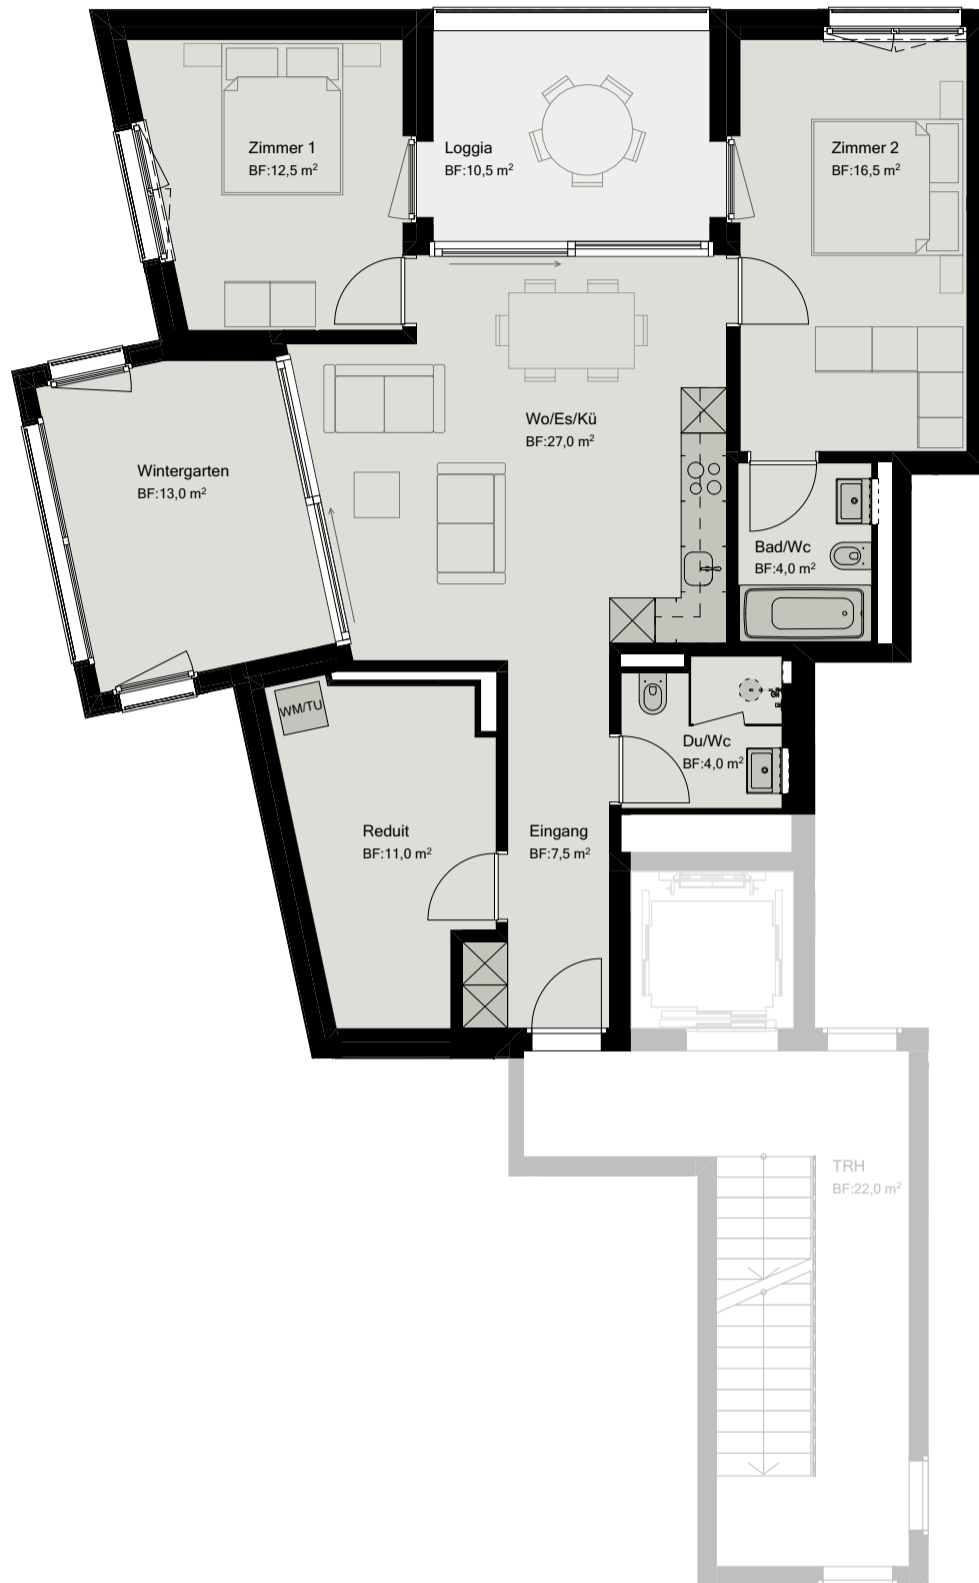 Zimmer 1
BF:12,5 m²
Loggia
BF:10,5 m²
Zimmer 2
BF:16,5 m²
Wo/Es/Kü
BF:27,0 m²
Wintergarten
BF:13,0 m²
Bad/Wc
BF:4,0 m²
WM/TU
Du/Wc
BF:4,0 m²
Reduit
BF:11,0 m²
Eingang
BF:7,5 m²
TRH
BF:22,0 m²